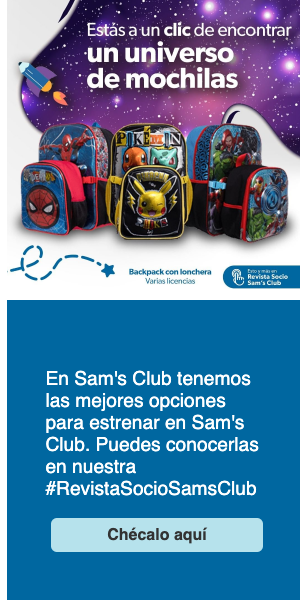 Estás a un clic de encontrar
un universo
de mochilas
Backpack con lonchera
Varias licencias
Esto y más en
Revista Socio
Sam's Club
En Sam's Club tenemos
las mejores opciones
para estrenar en Sam's
Club. Puedes conocerlas
en nuestra
#RevistaSocioSamsClub
Chécalo aquí